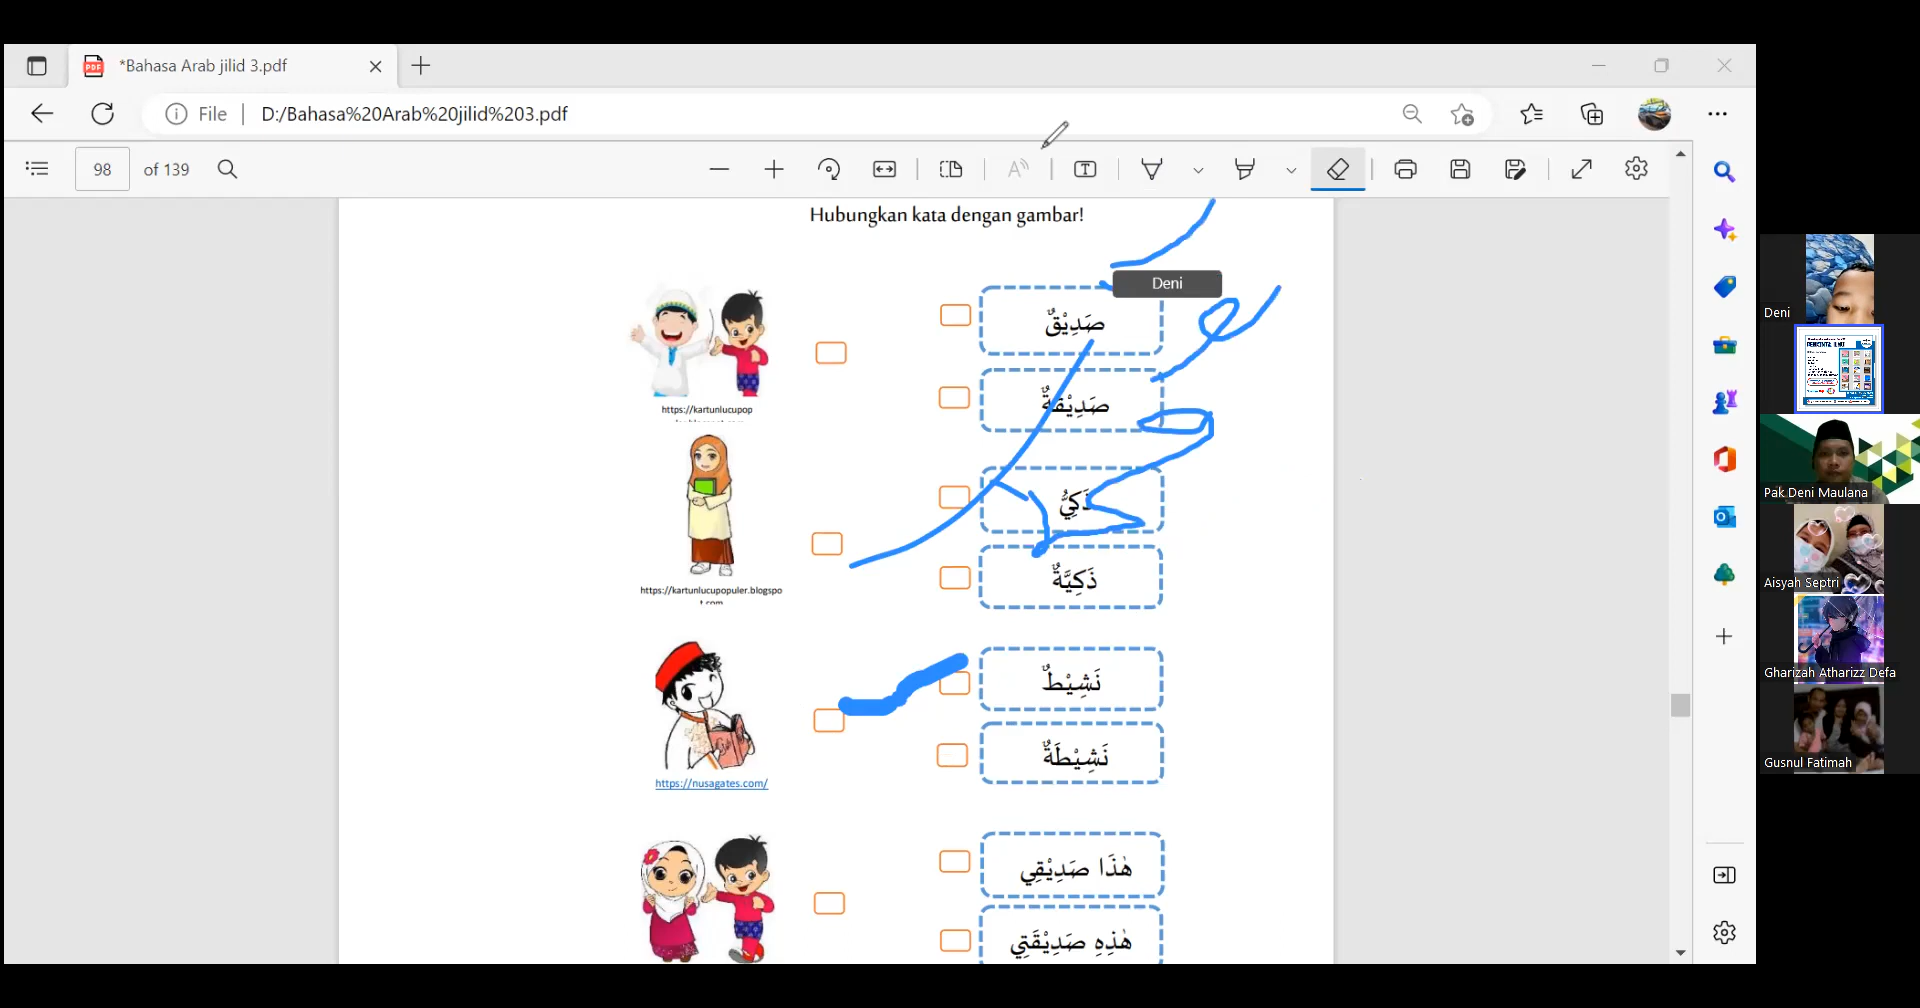 *Bahasa Arab jilid 3.pdf
File
D:/Bahasa%20Arab%20jilid%203.pdf
98 of 139
Hubungkan kata dengan gambar!
Deni
صَدِيْقٌ
https://kartunlucupop
صَدِيْقَةٌ
ذَكِيٌّ
ذَكِيَّةٌ
https://kartunlucupopuler.blogspo
t.com
نَشِيْطٌ
نَشِيْطَةٌ
https://nusagates.com/
هٰذَا صَدِيْقِي
هٰذِهِ صَدِيْقَتِي
Deni
Pak Deni Maulana
Aisyah Septri
Gharizah Atharizz Defa
Gusnul Fatimah